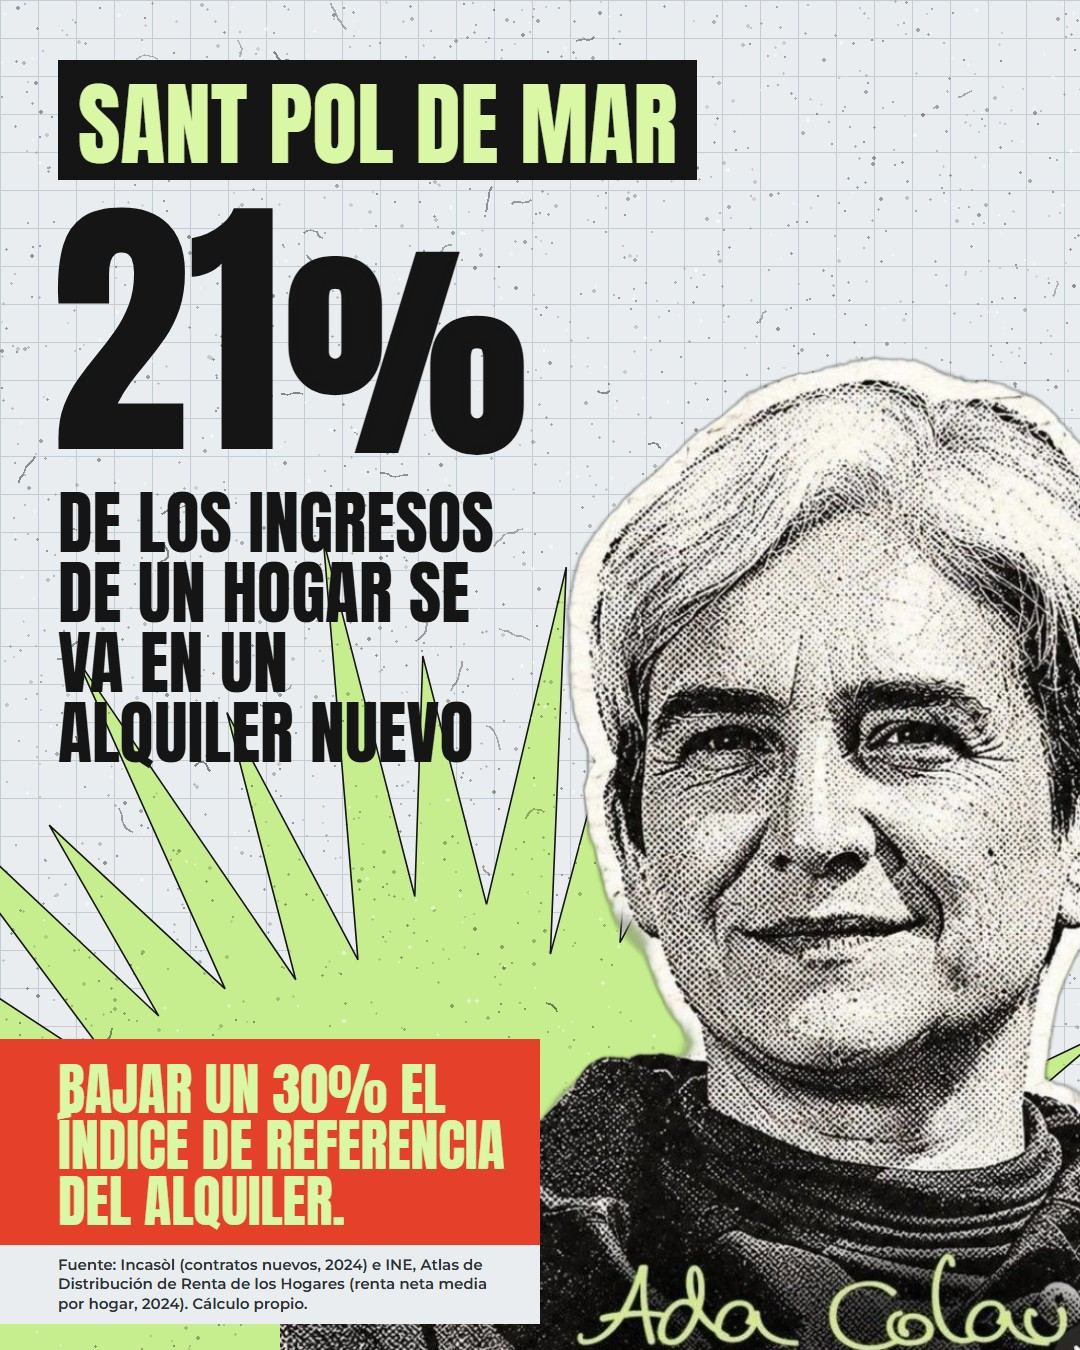 SANT POL DE MAR
21%
DE LOS INGRESOS
DE UN HOGAR SE
VA EN UN
ALQUILER NUEVO
BAJAR UN 30% EL
ÍNDICE DE REFERENCIA
DEL ALQUILER.
Fuente: Incasòl (contratos nuevos, 2024) e INE, Atlas de
Distribución de Renta de los Hogares (renta neta media
por hogar, 2024). Cálculo propio.
Ada Colau